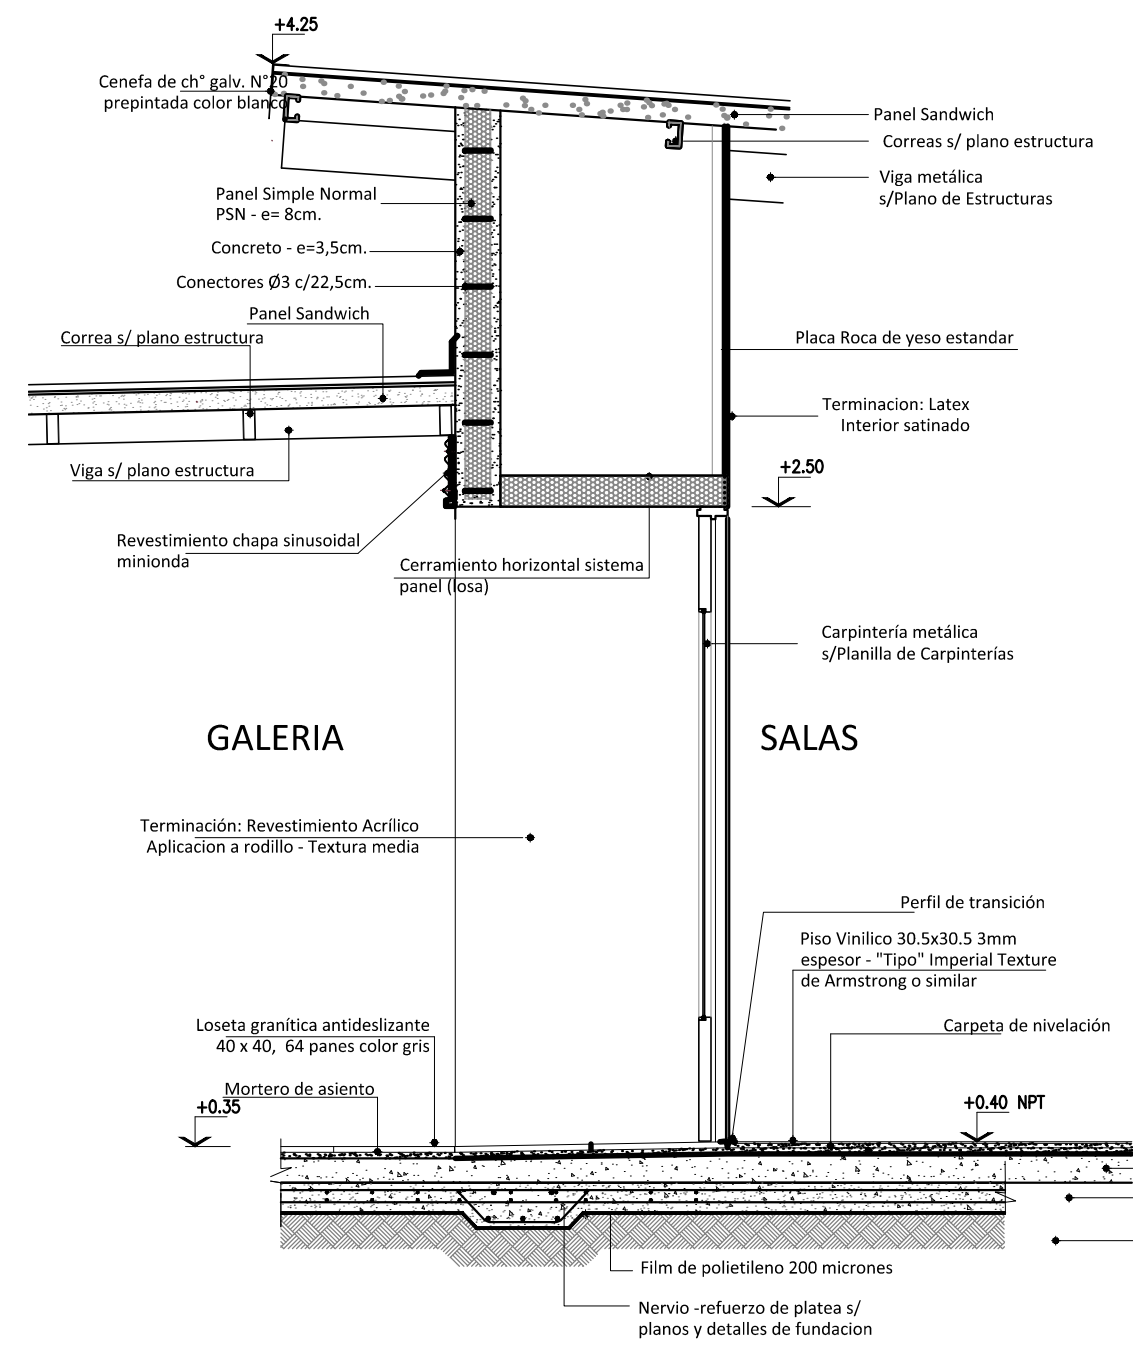 +4.25
Cenefa de ch° galv. N°20
prepintada color blanco
Panel Sandwich
Correas s/ plano estructura
Viga metálica
s/Plano de Estructuras
Panel Simple Normal
PSN - e= 8cm.
Concreto - e=3,5cm.
Conectores Ø3 c/22,5cm.
Panel Sandwich
Correa s/ plano estructura
Placa Roca de yeso estandar
Terminacion: Latex
Interior satinado
Viga s/ plano estructura
+2.50
Revestimiento chapa sinusoidal
minionda
Cerramiento horizontal sistema
panel (losa)
Carpintería metálica
s/Planilla de Carpinterías
GALERIA
SALAS
Terminación: Revestimiento Acrílico
Aplicacion a rodillo - Textura media
Perfil de transición
Piso Vinilico 30.5x30.5 3mm
espesor - "Tipo" Imperial Texture
de Armstrong o similar
Loseta granítica antideslizante
40 x 40,  64 panes color gris
Carpeta de nivelación
Mortero de asiento
+0.35
+0.40 NPT
Film de polietileno 200 micrones
Nervio -refuerzo de platea s/
planos y detalles de fundacion